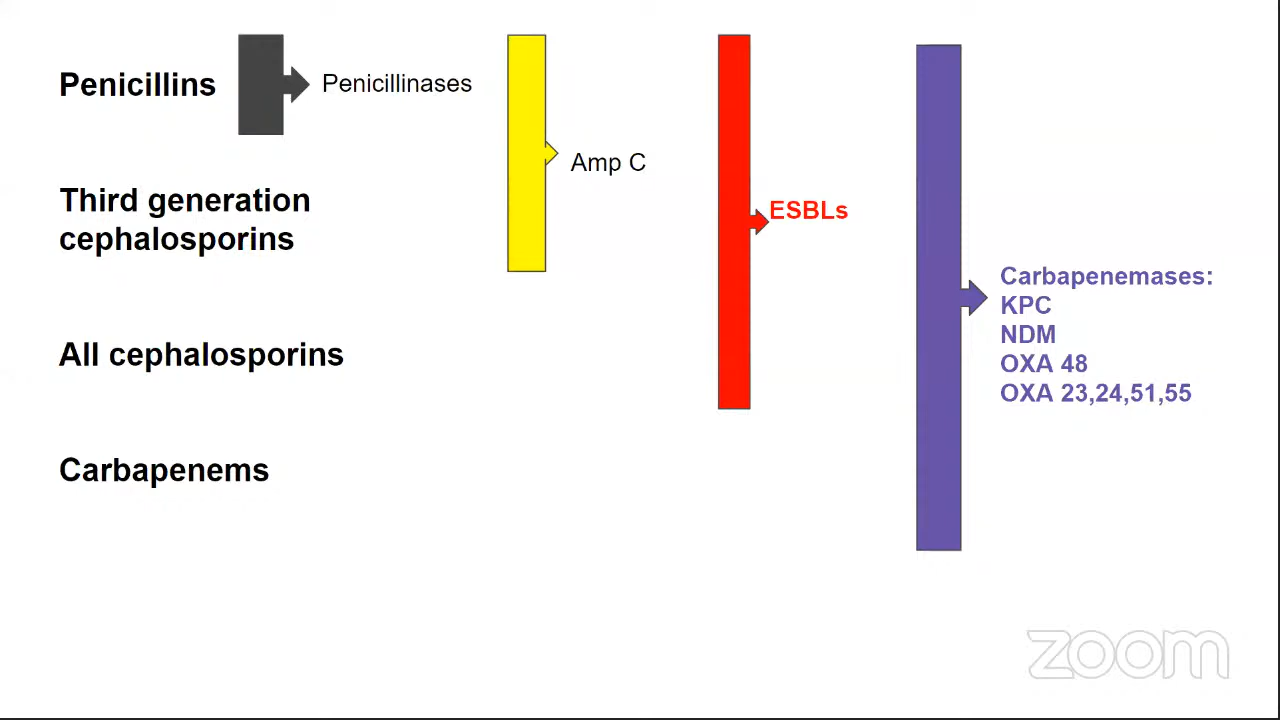 Penicillins
Penicillinases
Amp C
Third generation
cephalosporins
ESBLs
Carbapenemases:
KPC
NDM
OXA 48
OXA 23,24,51,55
All cephalosporins
Carbapenems
zoom